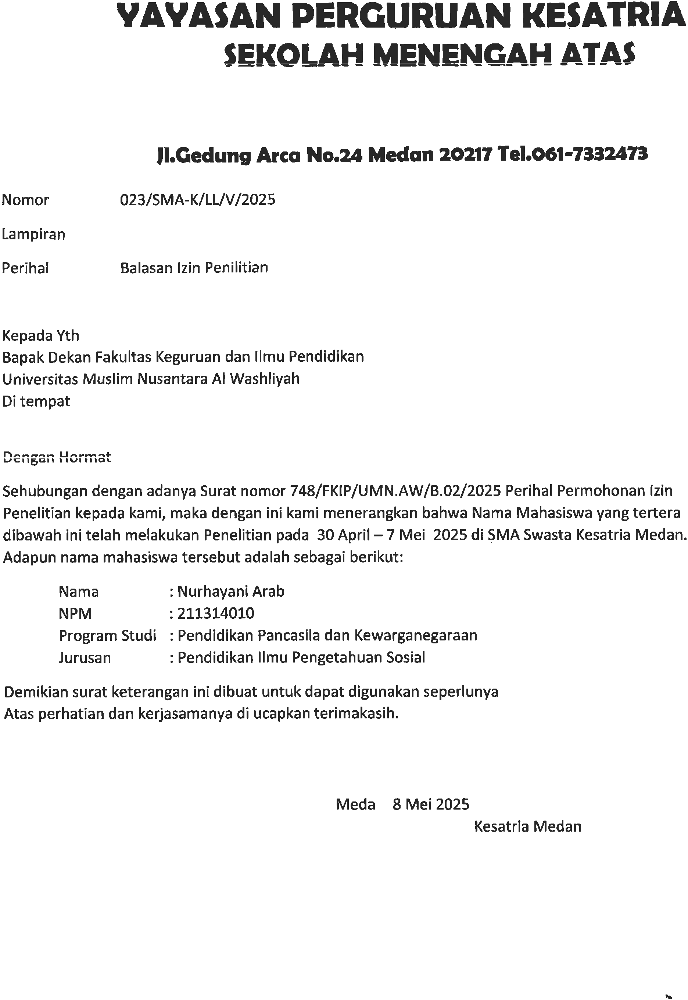 YAYASAN PERGURUAN KESATRIA
SEKOLAH MENENGAH ATAS
Jl.Gedung Arca No.24 Medan 20217 Tel.061-7332473
Nomor 023/SMA-K/LL/V/2025
Lampiran
Perihal Balasan Izin Penilitian
Kepada Yth
Bapak Dekan Fakultas Keguruan dan Ilmu Pendidikan
Universitas Muslim Nusantara Al Washliyah
Di tempat
Dengan Hormat
Sehubungan dengan adanya Surat nomor 748/FKIP/UMN.AW/B.02/2025 Perihal Permohonan Izin
Penelitian kepada kami, maka dengan ini kami menerangkan bahwa Nama Mahasiswa yang tertera
dibawah ini telah melakukan Penelitian pada 30 April – 7 Mei 2025 di SMA Swasta Kesatria Medan.
Adapun nama mahasiswa tersebut adalah sebagai berikut:
Nama : Nurhayani Arab
NPM : 211314010
Program Studi : Pendidikan Pancasila dan Kewarganegaraan
Jurusan : Pendidikan Ilmu Pengetahuan Sosial
Demikian surat keterangan ini dibuat untuk dapat digunakan seperlunya
Atas perhatian dan kerjasamanya di ucapkan terimakasih.
Meda 8 Mei 2025
Kesatria Medan